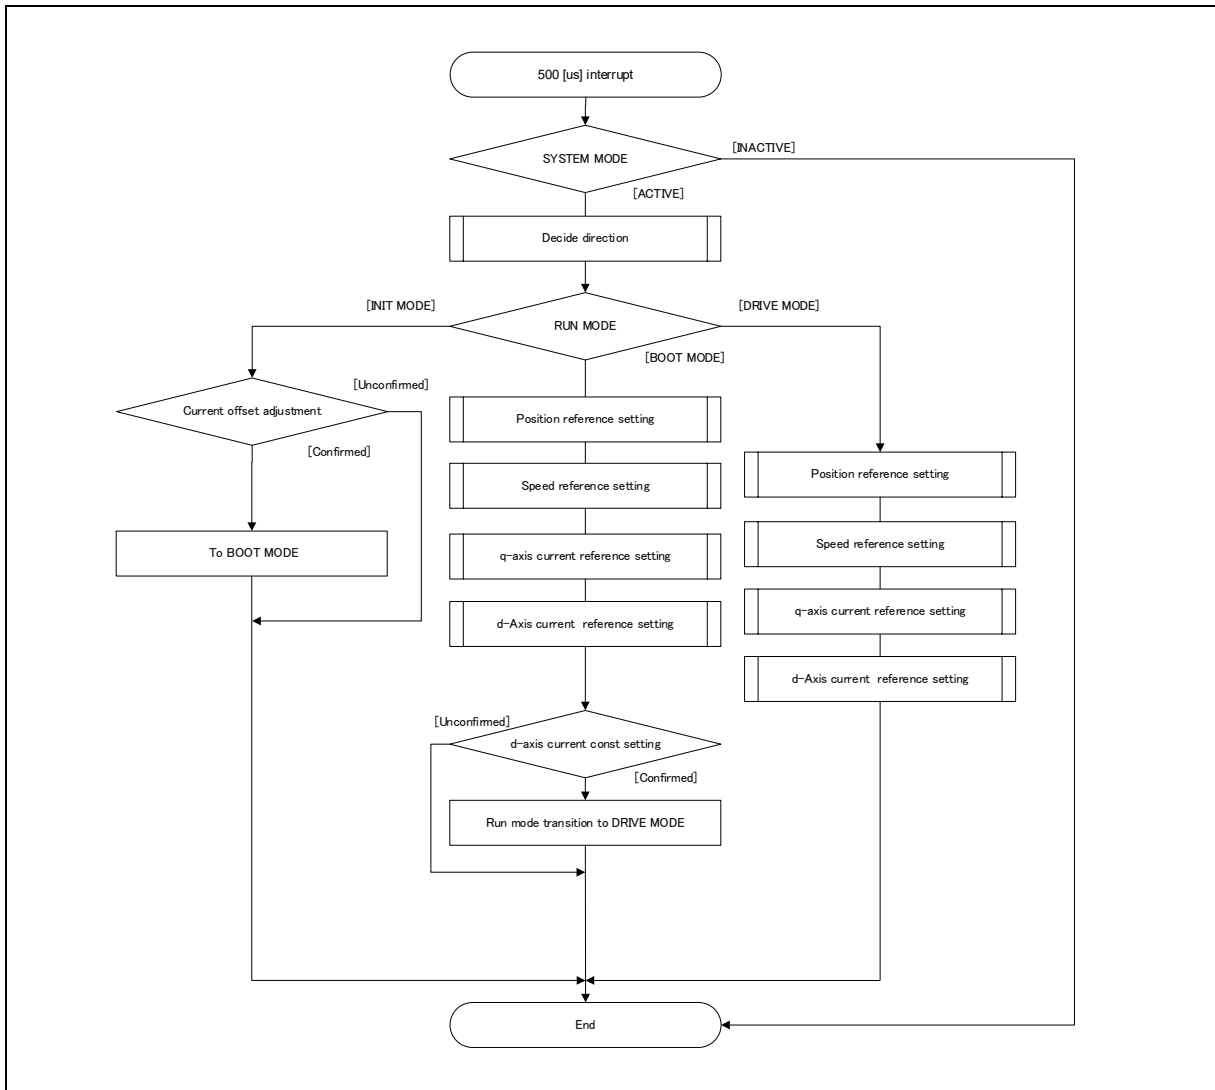 500 [us] interrupt
SYSTEM MODE
[INACTIVE]
[ACTIVE]
Decide direction
[INIT MODE]
RUN MODE
[DRIVE MODE]
[BOOT MODE]
Current offset adjustment
[Unconfirmed]
[Confirmed]
To BOOT MODE
Position reference setting
Speed reference setting
q-axis current reference setting
d-Axis current reference setting
[Unconfirmed]
d-axis current const setting
[Confirmed]
Run mode transition to DRIVE MODE
Position reference setting
Speed reference setting
q-axis current reference setting
d-Axis current reference setting
End